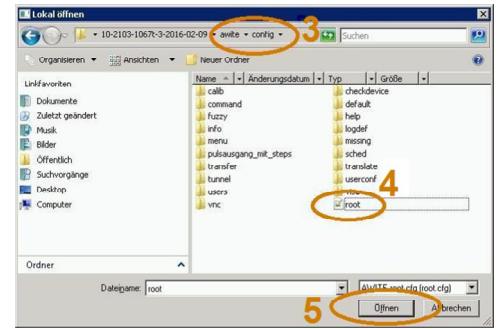 Lokal öffnen
10-2103-1067t-3-2016-02-09 awite config
3
Suchen
Organisieren Ansichten Neuer Ordner
Name Änderungsdatum Typ Größe
Linkfavoriten
Dokumente
Zuletzt geändert
Musik
Bilder
Öffentlich
Suchvorgänge
Desktop
Computer
calib
command
fuzzy
info
menu
pulsausgang_mit_steps
transfer
tunnel
users
vnc
checkdevice
default
help
logdef
missing
sched
translate
userconf
root
4
Ordner
Dateiname: root
AWITE root.cfg (root.cfg)
5
Öffnen
Abbrechen